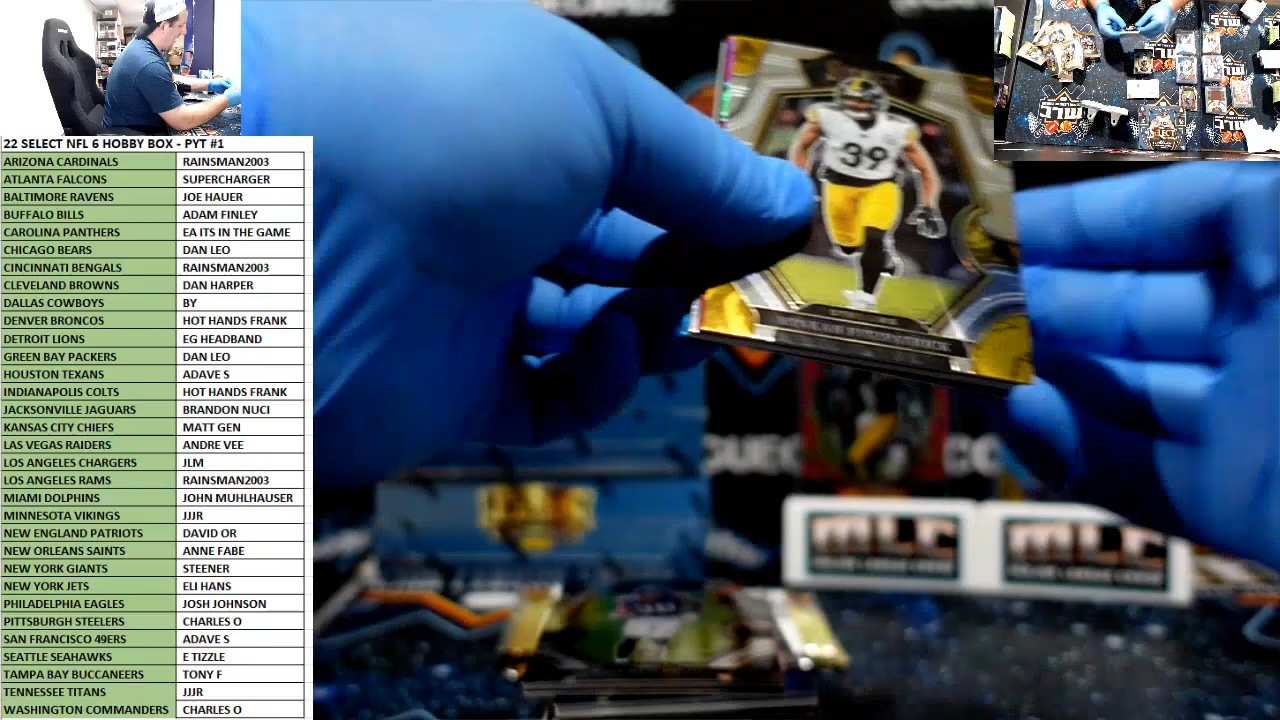 22 SELECT NFL 6 HOBBY BOX - PYT #1
ARIZONA CARDINALS RAINSMAN2003
ATLANTA FALCONS SUPERCHARGER
BALTIMORE RAVENS JOE HAUER
BUFFALO BILLS ADAM FINLEY
CAROLINA PANTHERS EA ITS IN THE GAME
CHICAGO BEARS DAN LEO
CINCINNATI BENGALS RAINSMAN2003
CLEVELAND BROWNS DAN HARPER
DALLAS COWBOYS BY
DENVER BRONCOS HOT HANDS FRANK
DETROIT LIONS EG HEADBAND
GREEN BAY PACKERS DAN LEO
HOUSTON TEXANS ADAVE S
INDIANAPOLIS COLTS HOT HANDS FRANK
JACKSONVILLE JAGUARS BRANDON NUCI
KANSAS CITY CHIEFS MATT GEN
LAS VEGAS RAIDERS ANDRE VEE
LOS ANGELES CHARGERS JLM
LOS ANGELES RAMS RAINSMAN2003
MIAMI DOLPHINS JOHN MUHLHAUSER
MINNESOTA VIKINGS JJJR
NEW ENGLAND PATRIOTS DAVID OR
NEW ORLEANS SAINTS ANNE FABE
NEW YORK GIANTS STEENER
NEW YORK JETS ELI HANS
PHILADELPHIA EAGLES JOSH JOHNSON
PITTSBURGH STEELERS CHARLES O
SAN FRANCISCO 49ERS ADAVE S
SEATTLE SEAHAWKS E TIZZLE
TAMPA BAY BUCCANEERS TONY F
TENNESSEE TITANS JJJR
WASHINGTON COMMANDERS CHARLES O
39
MLC MLC